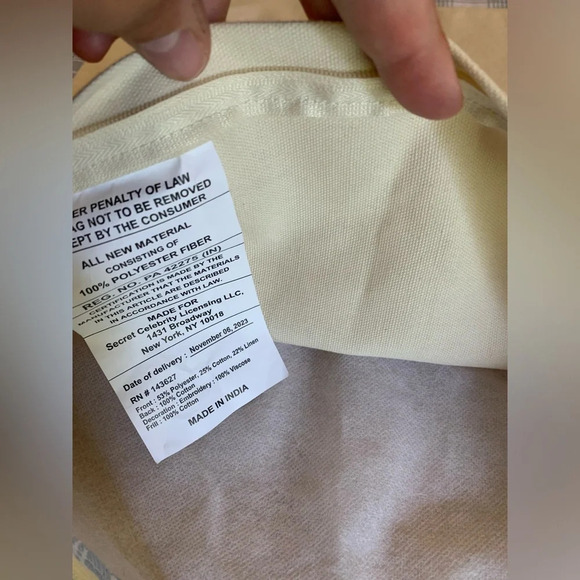 ER PENALTY OF LAW
AG NOT TO BE REMOVED
EPT BY THE CONSUMER
ALL NEW MATERIAL
CONSISTING OF
100% POLYESTER FIBER
REG. NO. PA 42275 (IN)
CERTIFICATION IS MADE BY THE
MANUFACTURER THAT THE MATERIALS
IN THIS ARTICLE ARE DESCRIBED
IN ACCORDANCE WITH LAW.
MADE FOR
Secret Celebrity Licensing LLC,
1431 Broadway
New York, NY 10018
Date of delivery : November 06, 2023
RN # 143627
Front : 53% Polyester, 25% Cotton, 22% Linen
Back : 100% Cotton
Decoration : Embroidery : 100% Viscose
Frill : 100% Cotton
MADE IN INDIA